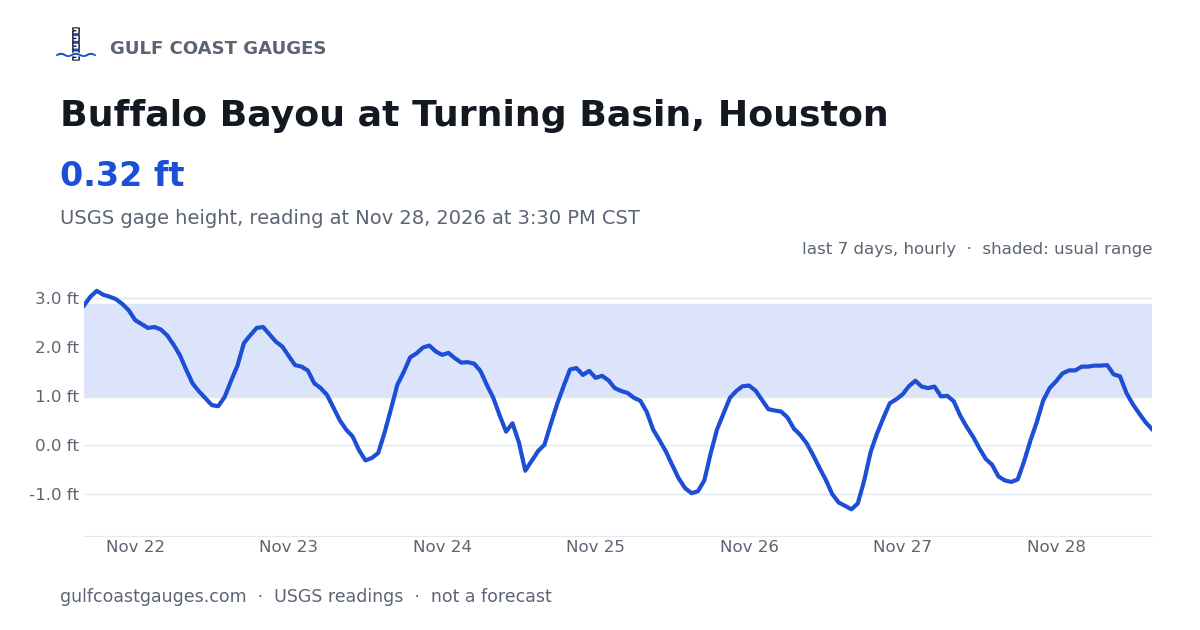 GULF COAST GAUGES
Buffalo Bayou at Turning Basin, Houston
0.32 ft
USGS gage height, reading at Nov 28, 2026 at 3:30 PM CST
last 7 days, hourly · shaded: usual range
3.0 ft
2.0 ft
1.0 ft
0.0 ft
-1.0 ft
Nov 22 Nov 23 Nov 24 Nov 25 Nov 26 Nov 27 Nov 28
gulfcoastgauges.com · USGS readings · not a forecast